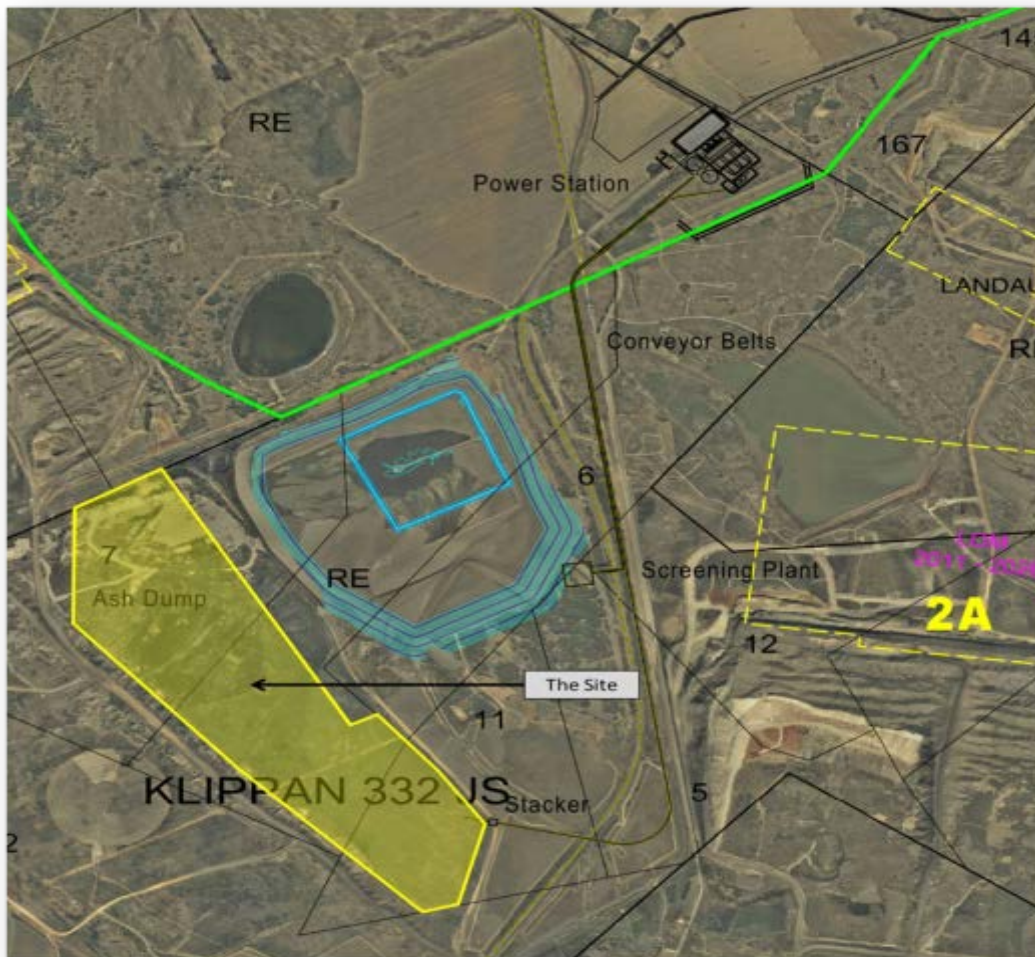 14
RE
167
Power Station
LANDAU
Conveyor Belts
6
7
RE
Screening Plant
Ash Dump
2A
12
The Site
11
KLIPPAN 332 JS
Stacker
5
2